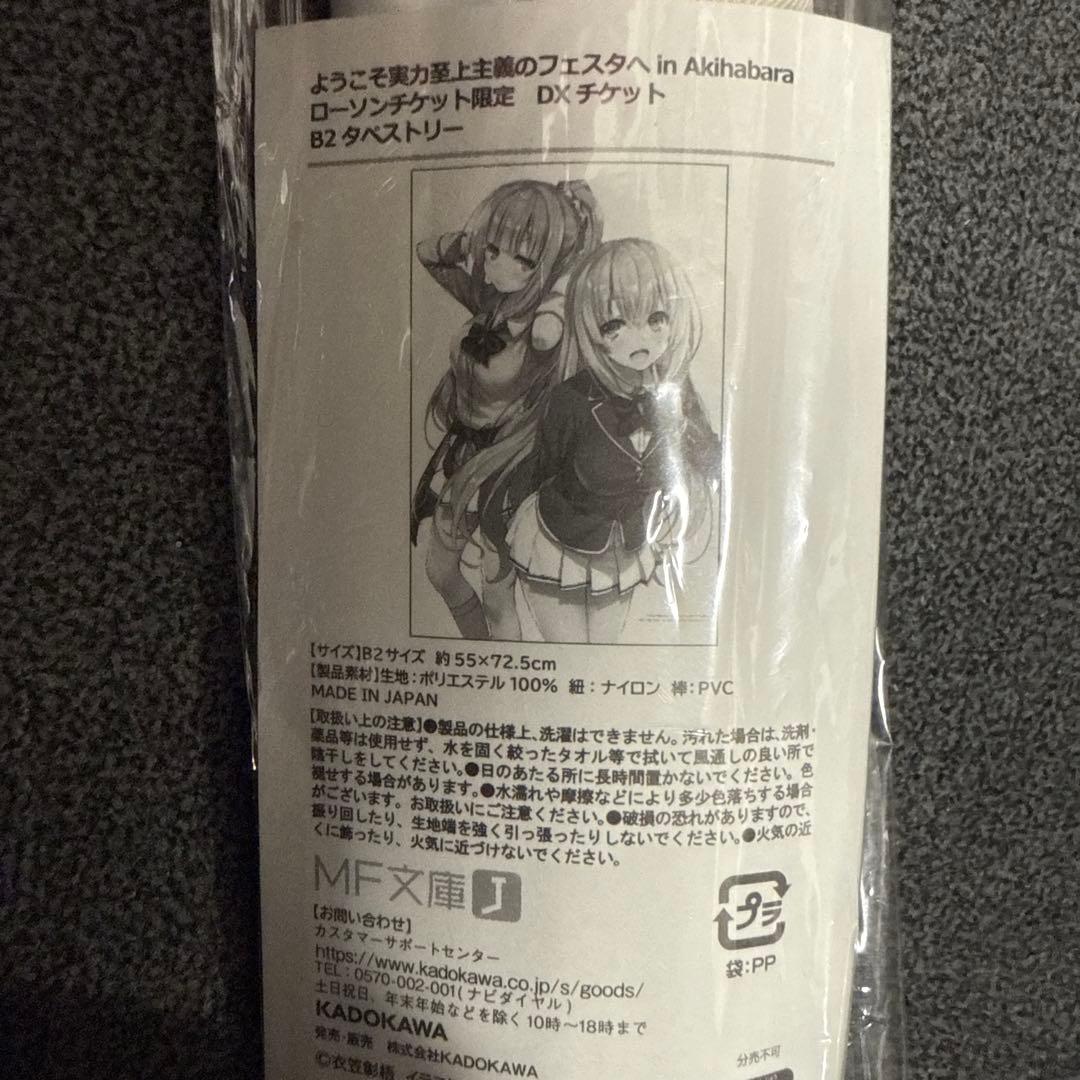 ようこそ実力至上主義のフェスタへ in Akihabara
ローソンチケット限定　DXチケット
B2タペストリー
【サイズ】B2サイズ 約55×72.5cm
【製品素材】生地：ポリエステル100% 紐：ナイロン 棒：PVC
MADE IN JAPAN
【取扱い上の注意】●製品の仕様上、洗濯はできません。汚れた場合は、洗剤・
薬品等は使用せず、水を固く絞ったタオル等で拭いて風通しの良い所で
陰干しをしてください。●日のあたる所に長時間置かないでください。色
褪せする場合があります。●水濡れや摩擦などにより多少色落ちする場合
がございます。お取扱いにご注意ください。●破損の恐れがありますので、
振り回したり、生地端を強く引っ張ったりしないでください。●火気の近
くに飾ったり、火気に近づけないでください。
MF文庫J
プラ
袋：PP
【お問い合わせ】
カスタマーサポートセンター
https://www.kadokawa.co.jp/s/goods/
TEL：0570-002-001(ナビダイヤル)
土日祝日、年末年始などを除く10時～18時まで
KADOKAWA
発売・販売　株式会社KADOKAWA
©衣笠彰梧
分売不可